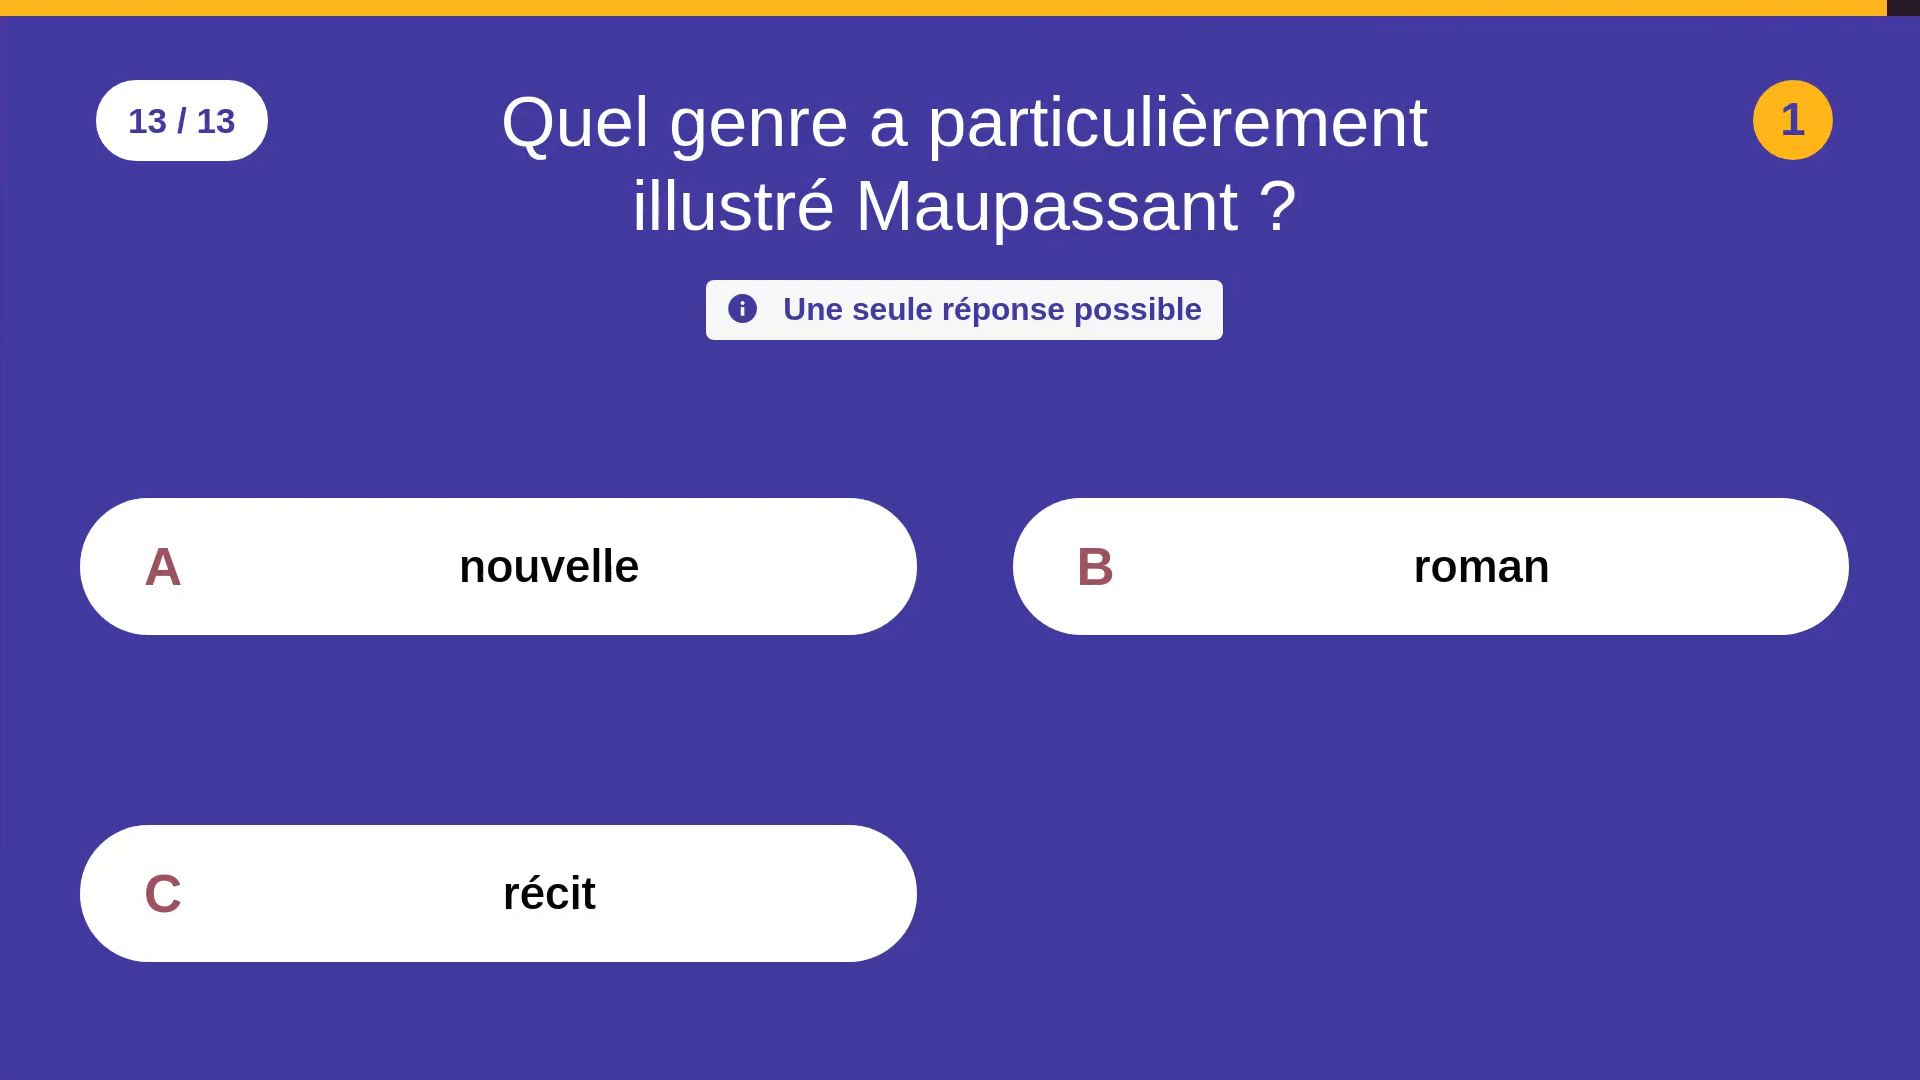 13 / 13
Quel genre a particulièrement
illustré Maupassant ?
1
Une seule réponse possible
A nouvelle
B roman
C récit